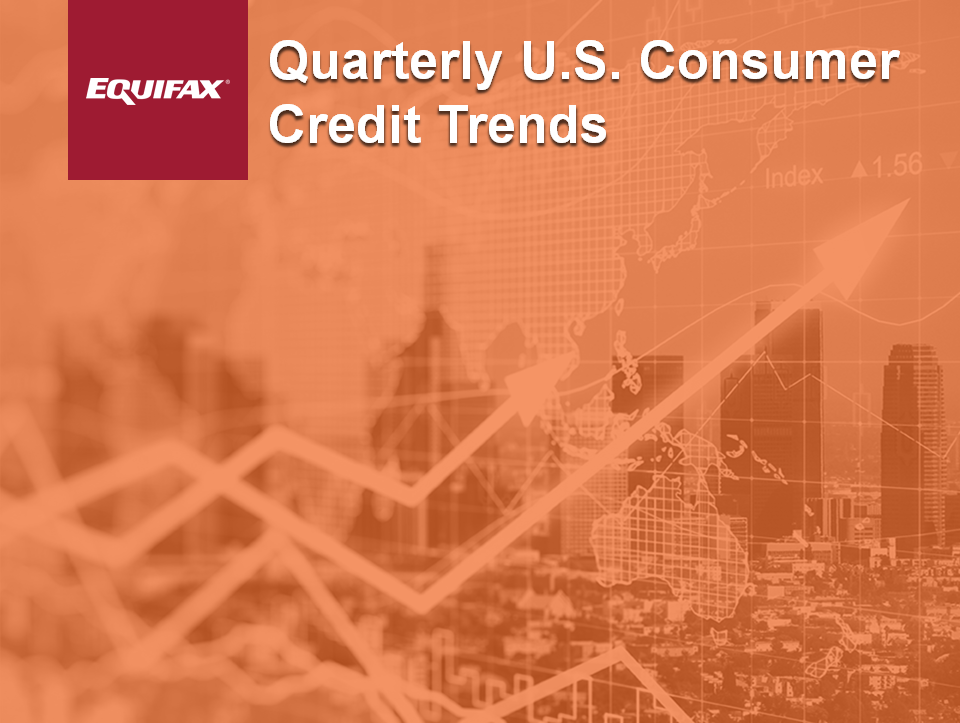 EQUIFAX®
Quarterly U.S. Consumer
Credit Trends
Index ▲1.56 ▼